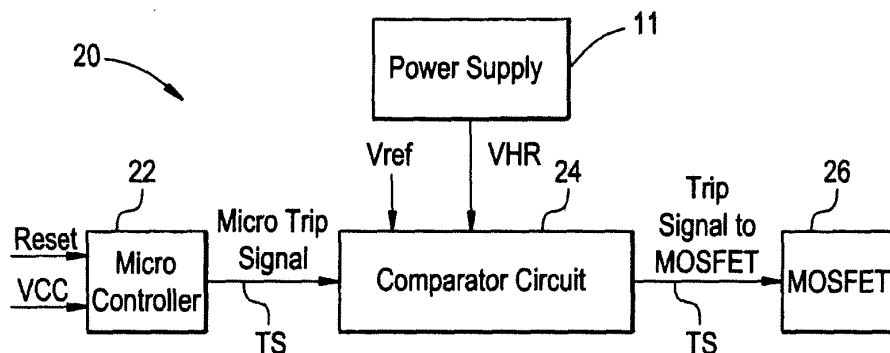 20
Power Supply
11
Vref
VHR
22
24
26
Reset
VCC
Micro
Controller
Micro Trip
Signal
TS
Comparator Circuit
Trip
Signal to
MOSFET
TS
MOSFET